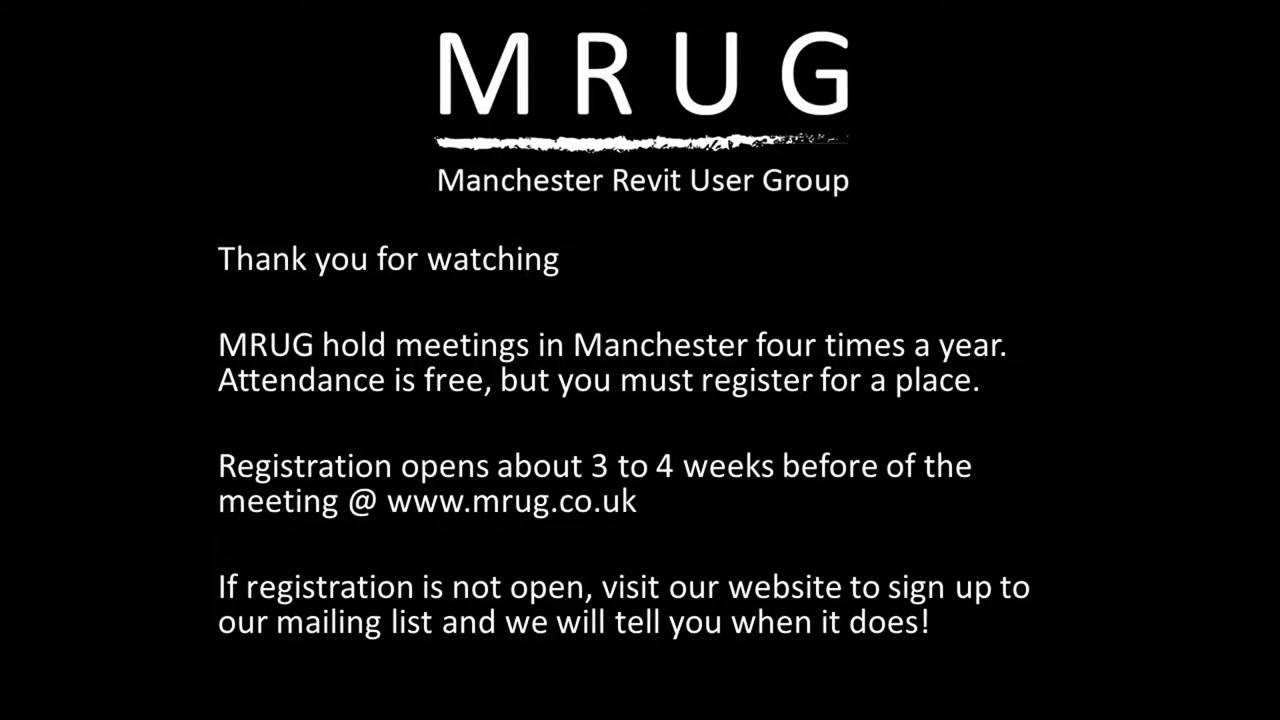 M R U G
Manchester Revit User Group
Thank you for watching
MRUG hold meetings in Manchester four times a year.
Attendance is free, but you must register for a place.
Registration opens about 3 to 4 weeks before of the
meeting @ www.mrug.co.uk
If registration is not open, visit our website to sign up to
our mailing list and we will tell you when it does!